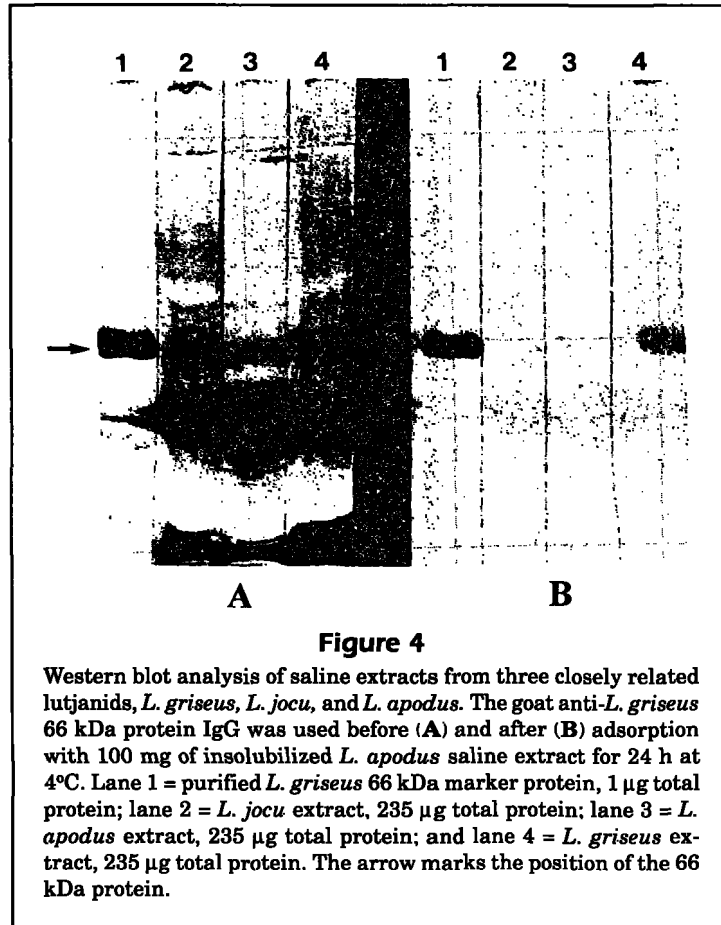 1 2 3 4 1 2 3 4
A B
Figure 4
Western blot analysis of saline extracts from three closely related
lutjanids, L. griseus, L. jocu, and L. apodus. The goat anti-L. griseus
66 kDa protein IgG was used before (A) and after (B) adsorption
with 100 mg of insolubilized L. apodus saline extract for 24 h at
4°C. Lane 1 = purified L. griseus 66 kDa marker protein, 1 µg total
protein; lane 2 = L. jocu extract, 235 µg total protein; lane 3 = L.
apodus extract, 235 µg total protein; and lane 4 = L. griseus ex-
tract, 235 µg total protein. The arrow marks the position of the 66
kDa protein.